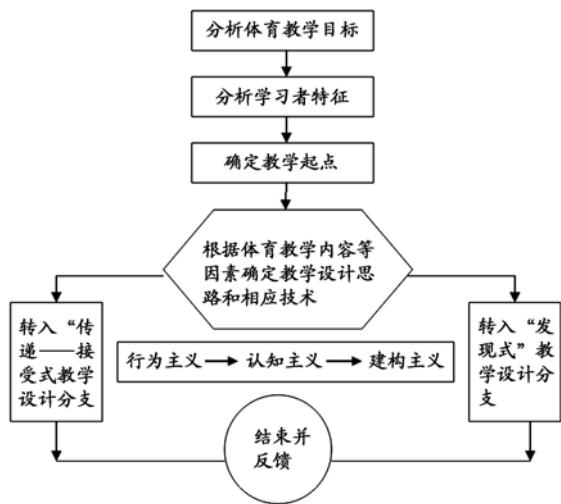 分析体育教学目标
分析学习者特征
确定教学起点
根据体育教学内容等
因素确定教学设计思
路和相应技术
转入“传
递——接
受式教学
设计分支
行为主义 认知主义 建构主义
转入“发
现式”教
学设计分
支
结束并
反馈